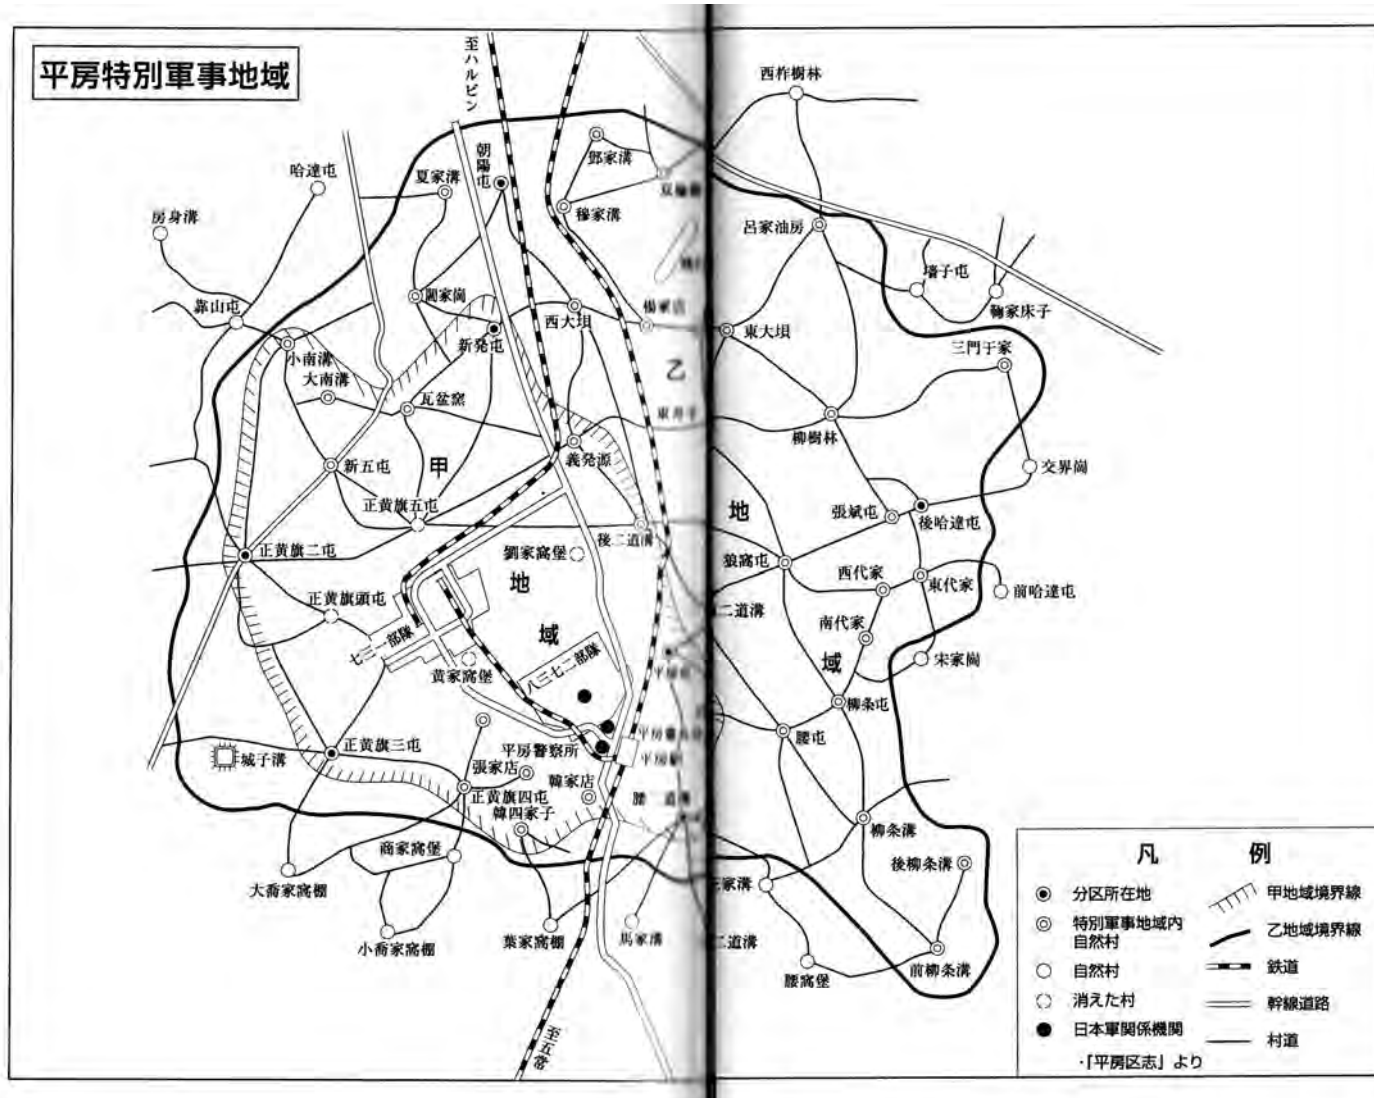 平房特別軍事地域
至ハルビン
西柞樹林
朝陽屯
鄧家溝
哈達屯
夏家溝
房身溝
穆家溝
呂家油房
墻子屯
鞠家床子
靠山屯
閻家崗
楊家店
西大垻
東大垻
新発屯
小南溝
大南溝
三門于家
乙
瓦盆窯
東井子
柳樹林
新五屯
甲
義発源
交界崗
正黄旗五屯
地
張斌屯
後哈達屯
後二道溝
正黄旗二屯
劉家窩堡
狼窩屯
西代家
東代家
前哈達屯
地
正黄旗頭屯
二道溝
南代家
七三一部隊
域
域
宋家崗
黄家窩堡
八三七二部隊
柳条屯
腰屯
正黄旗三屯
平房警察所
城子溝
張家店
平房駅
韓家店
正黄旗四屯
韓四家子
柳条溝
商家窩堡
後柳条溝
大喬家窩棚
小喬家窩棚
葉家窩棚
馬家溝
二道溝
腰窩堡
前柳条溝
至五常
凡例
分区所在地
特別軍事地域内
自然村
自然村
消えた村
日本軍関係機関
・「平房区志」より
甲地域境界線
乙地域境界線
鉄道
幹線道路
村道